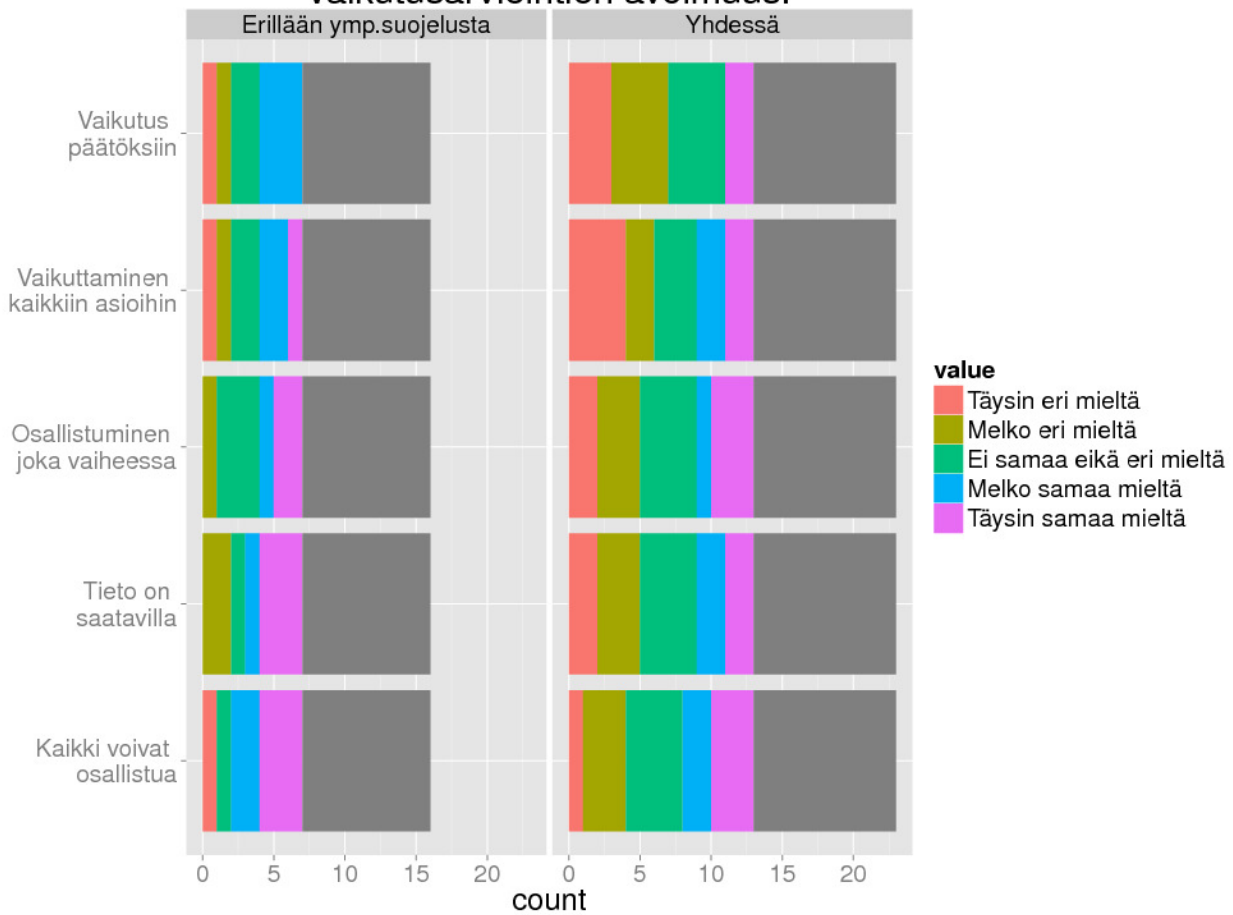 Vaikutusarviointien avoimuus.
Erillään ymp.suojelusta
Yhdessä
Vaikutus
päätöksiin
Vaikuttaminen
kaikkiin asioihin
Osallistuminen
joka vaiheessa
Tieto on
saatavilla
Kaikki voivat
osallistua
0 5 10 15 20
0 5 10 15 20
count
value
Täysin eri mieltä
Melko eri mieltä
Ei samaa eikä eri mieltä
Melko samaa mieltä
Täysin samaa mieltä